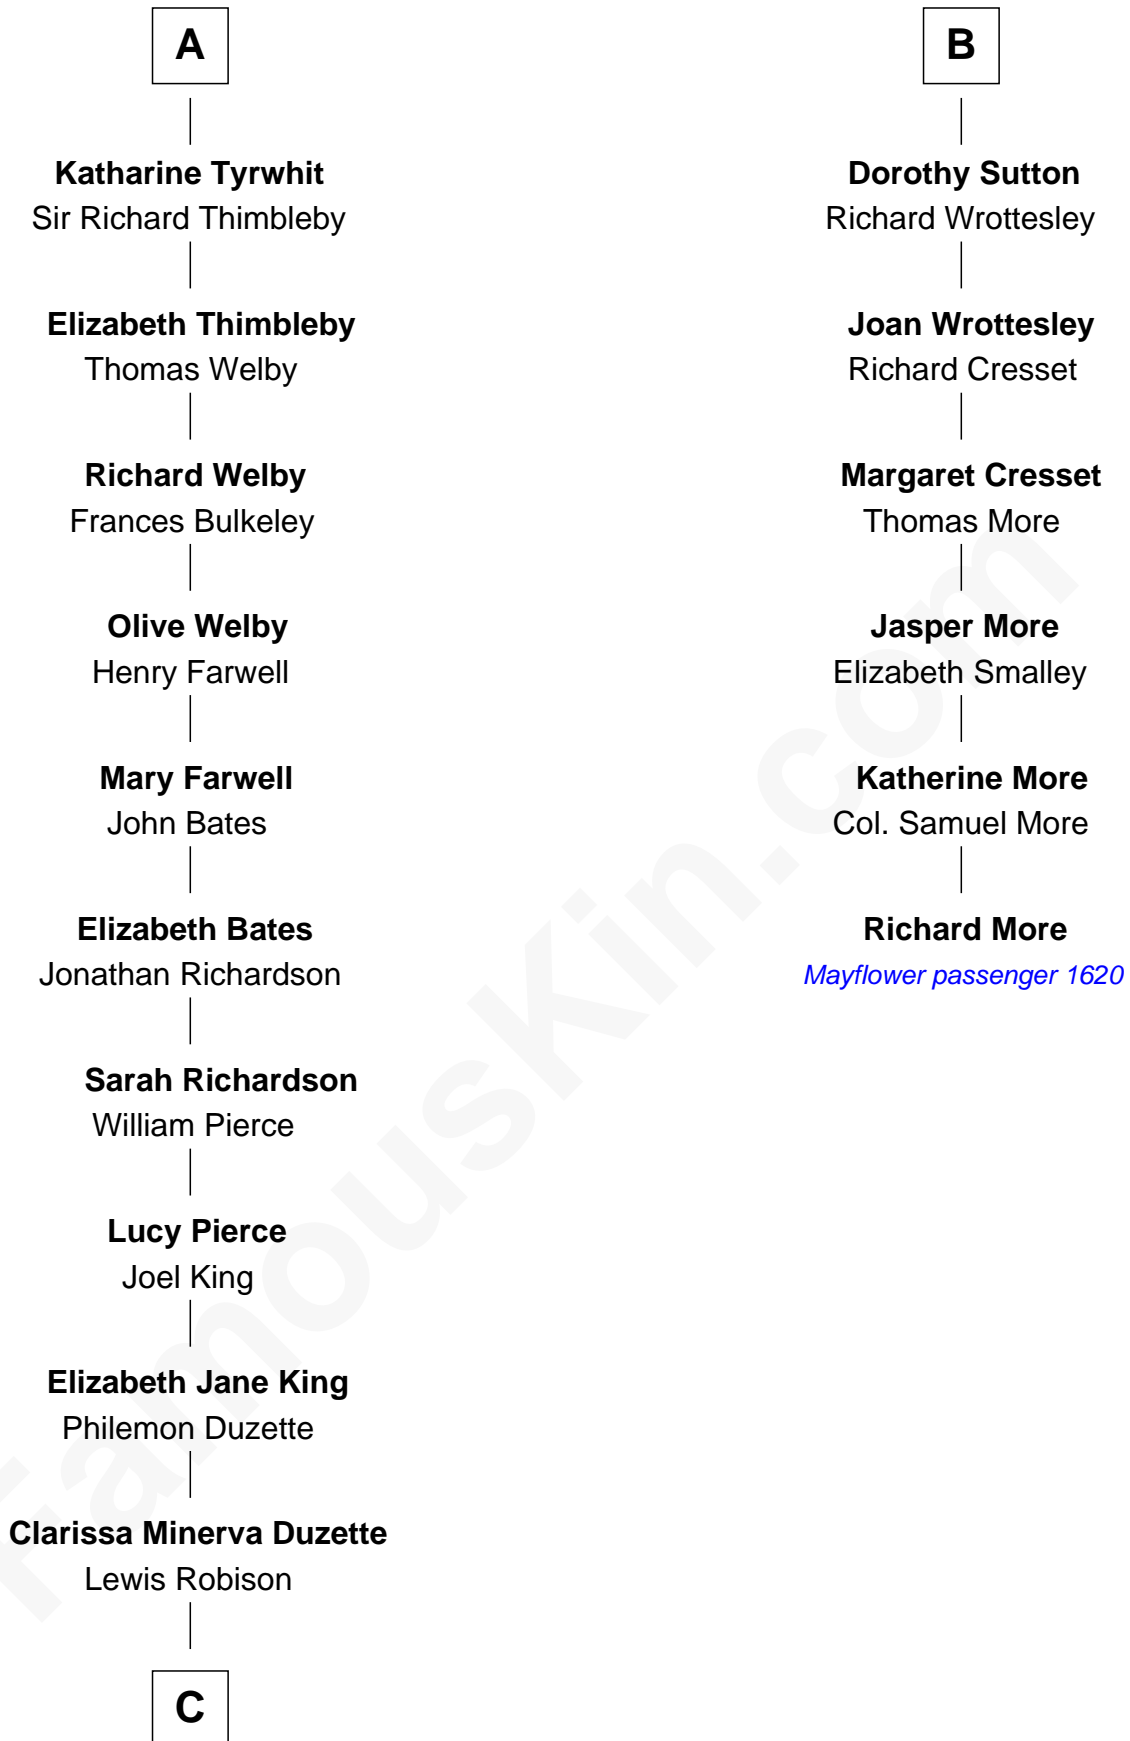 A
Katharine Tyrwhit
Sir Richard Thimbleby
Elizabeth Thimbleby
Thomas Welby
Richard Welby
Frances Bulkeley
Olive Welby
Henry Farwell
Mary Farwell
John Bates
Elizabeth Bates
Jonathan Richardson
Sarah Richardson
William Pierce
Lucy Pierce
Joel King
Elizabeth Jane King
Philemon Duzette
Clarissa Minerva Duzette
Lewis Robison
C
B
Dorothy Sutton
Richard Wrottesley
Joan Wrottesley
Richard Cresset
Margaret Cresset
Thomas More
Jasper More
Elizabeth Smalley
Katherine More
Col. Samuel More
Richard More
Mayflower passenger 1620
FamousKin.com